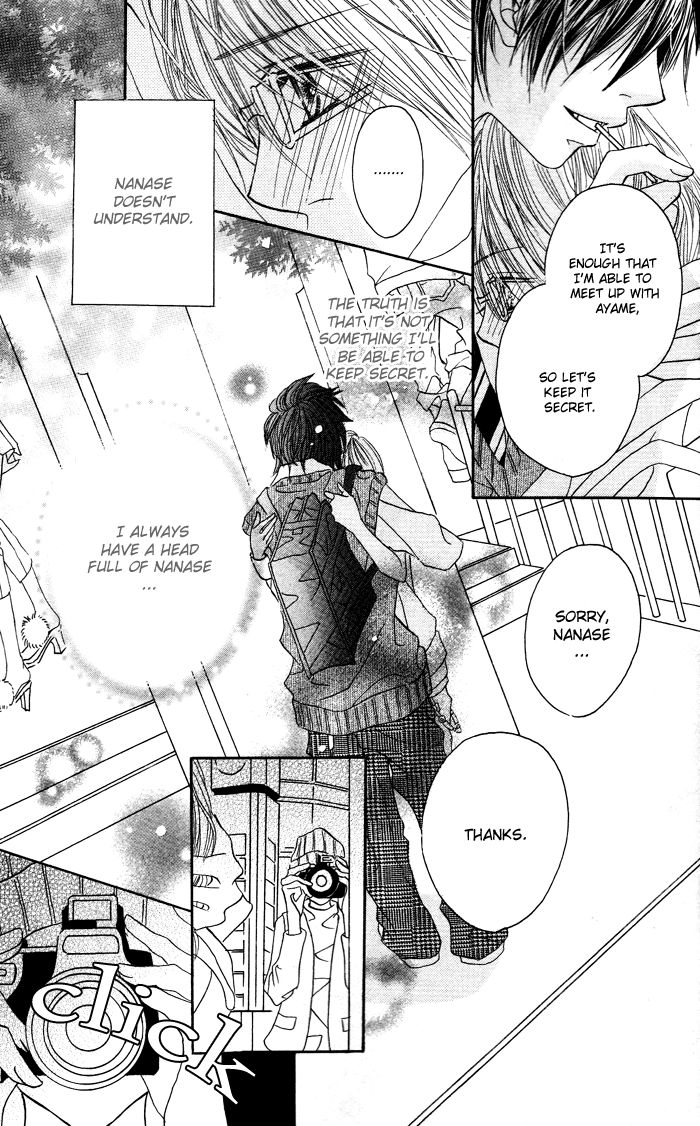 IT'S
ENOUGH THAT
I'M ABLE TO
MEET UP WITH
AYAME,
SO LET'S
KEEP IT
SECRET.
.......
NANASE
DOESN'T
UNDERSTAND.
THE TRUTH IS
THAT IT'S NOT
SOMETHING I'LL
BE ABLE TO
KEEP SECRET.
I ALWAYS
HAVE A HEAD
FULL OF NANASE
...
SORRY,
NANASE
...
THANKS.
click